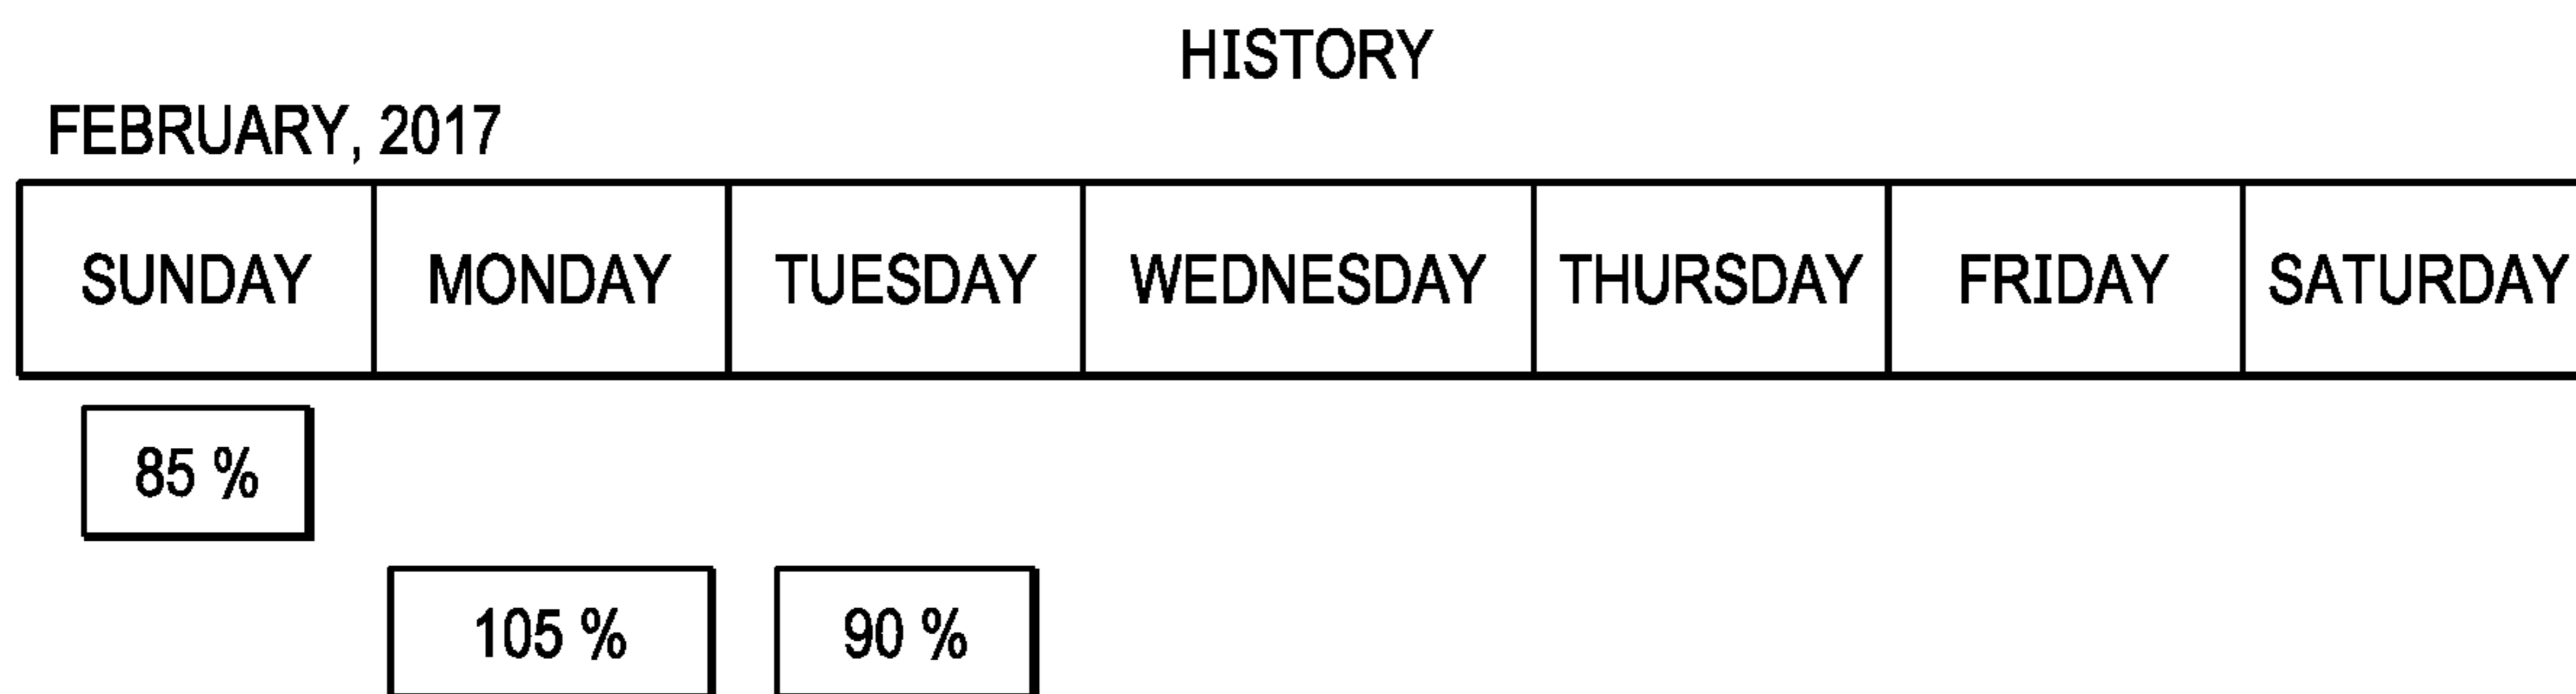 HISTORY
FEBRUARY, 2017
SUNDAY MONDAY TUESDAY WEDNESDAY THURSDAY FRIDAY SATURDAY
85 %
105 % 90 %